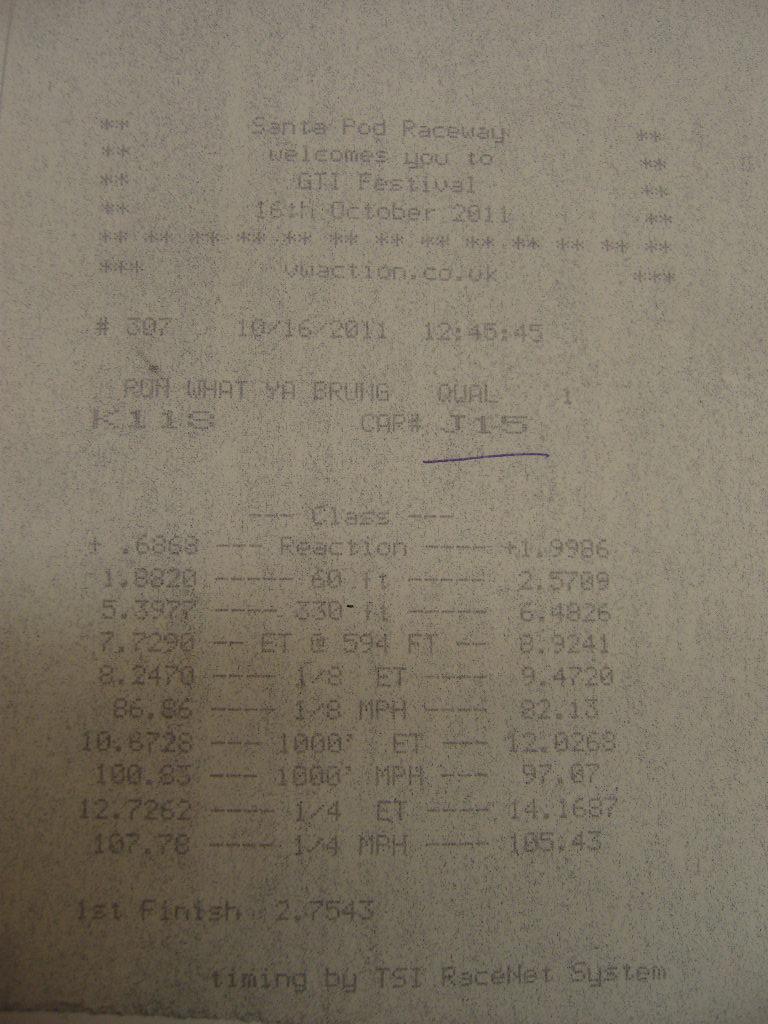 ** Santa Pod Raceway **
** welcomes you to **
** GTI Festival **
** 16th October 2011 **
** ** ** ** ** ** ** ** ** ** ** ** **
*** vwaction.co.uk ***
# 307 10/16/2011 12:45:45
RUN WHAT YA BRUNG QUAL 1
K119 CAR# J15
--- Class ---
+ .6868 --- Reaction ---- +1.9986
1.8820 ----- 60 ft ----- 2.5709
5.3977 ---- 330 ft ----- 6.4826
7.7290 -- ET @ 594 FT -- 8.9241
8.2470 ---- 1/8 ET ---- 9.4720
86.86 ---- 1/8 MPH ---- 82.13
10.6728 --- 1000' ET --- 12.0268
100.83 --- 1000' MPH --- 97.07
12.7262 ---- 1/4 ET ---- 14.1687
107.78 ---- 1/4 MPH ---- 105.43
1st Finish 2.7543
timing by TSI RaceNet System